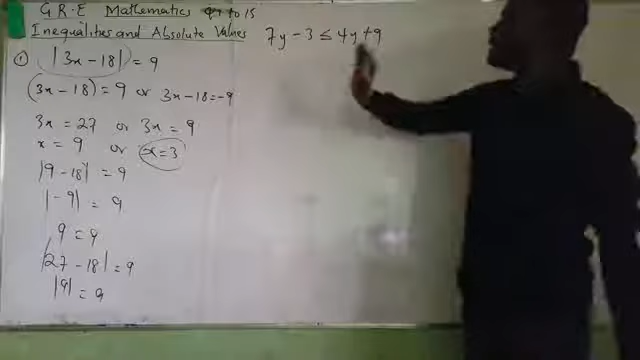 G.R.E Mathematics Q1 to 15
Inequalities and Absolute Values
① |3x - 18| = 9
(3x - 18) = 9 or 3x - 18 = -9
3x = 27 or 3x = 9
x = 9 or x = 3
|9 - 18| = 9
|-9| = 9
9 = 9
|27 - 18| = 9
|9| = 9
7y - 3 ≤ 4y + 9